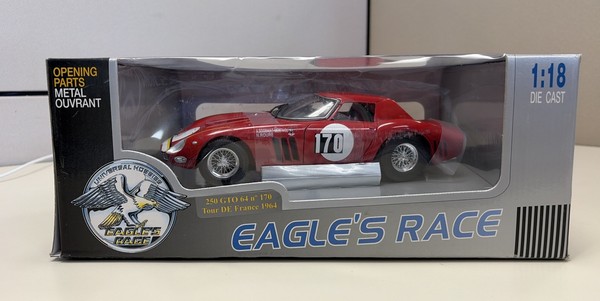 OPENING
PARTS
METAL
OUVRANT
1:18
DIE CAST
170
UNIVERSAL HOBBIES
EAGLE'S
RACE
250 GTO 64 n° 170
Tour DE France 1964
EAGLE'S RACE